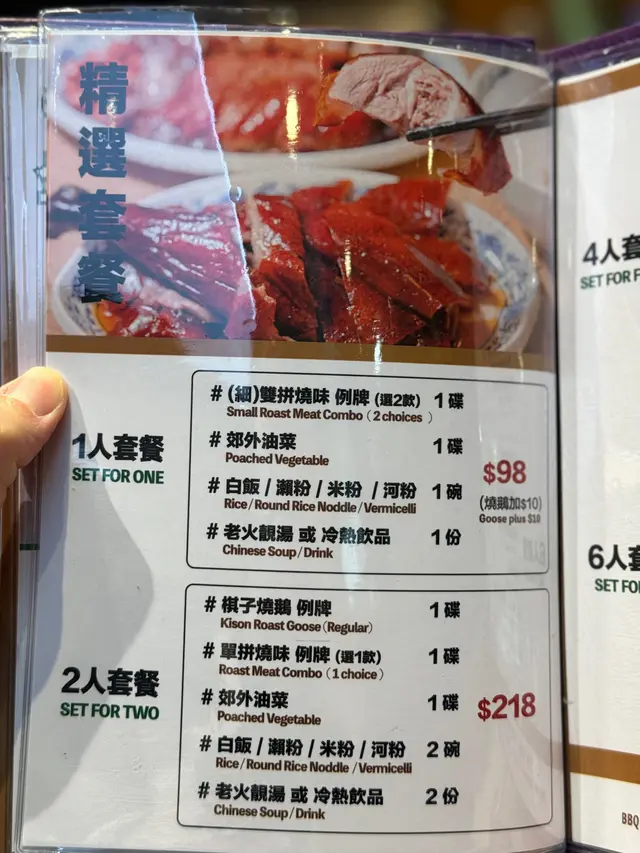 精選套餐
1人套餐
SET FOR ONE
# (細)雙拼燒味 例牌 (選2款) 1 碟
Small Roast Meat Combo ( 2 choices )
# 郊外油菜 1 碟
Poached Vegetable
# 白飯 / 瀨粉 / 米粉 / 河粉 1 碗
Rice/Round Rice Noddle/Vermicelli
# 老火靚湯 或 冷熱飲品 1 份
Chinese Soup/Drink
$98
(燒鵝加$10)
Goose plus $10
2人套餐
SET FOR TWO
# 棋子燒鵝 例牌 1 碟
Kison Roast Goose (Regular)
# 單拼燒味 例牌 (選1款) 1 碟
Roast Meat Combo ( 1 choice )
# 郊外油菜 1 碟
Poached Vegetable
# 白飯 / 瀨粉 / 米粉 / 河粉 2 碗
Rice/Round Rice Noddle /Vermicelli
# 老火靚湯 或 冷熱飲品 2 份
Chinese Soup/Drink
$218
4人套
SET FOR F
6人套
SET FO
BBQ